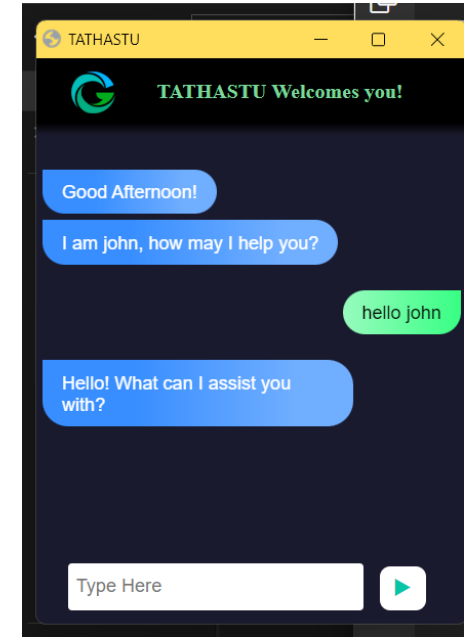 TATHASTU
TATHASTU Welcomes you!
Good Afternoon!
I am john, how may I help you?
hello john
Hello! What can I assist you
with?
Type Here